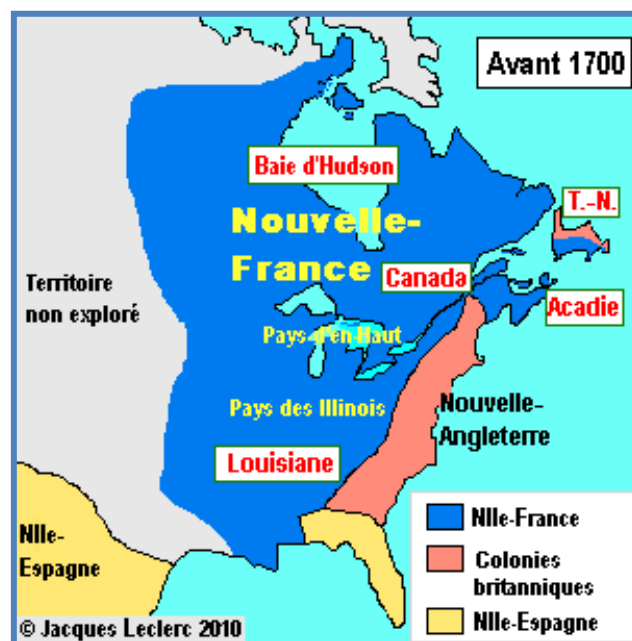 Avant 1700
Baie d'Hudson
T.-N.
Nouvelle-
France
Canada
Acadie
Territoire
non exploré
Pays-d'en-Haut
Pays des Illinois
Nouvelle-
Angleterre
Louisiane
Nlle-
Espagne
Nlle-France
Colonies
britanniques
Nlle-Espagne
© Jacques Leclerc 2010